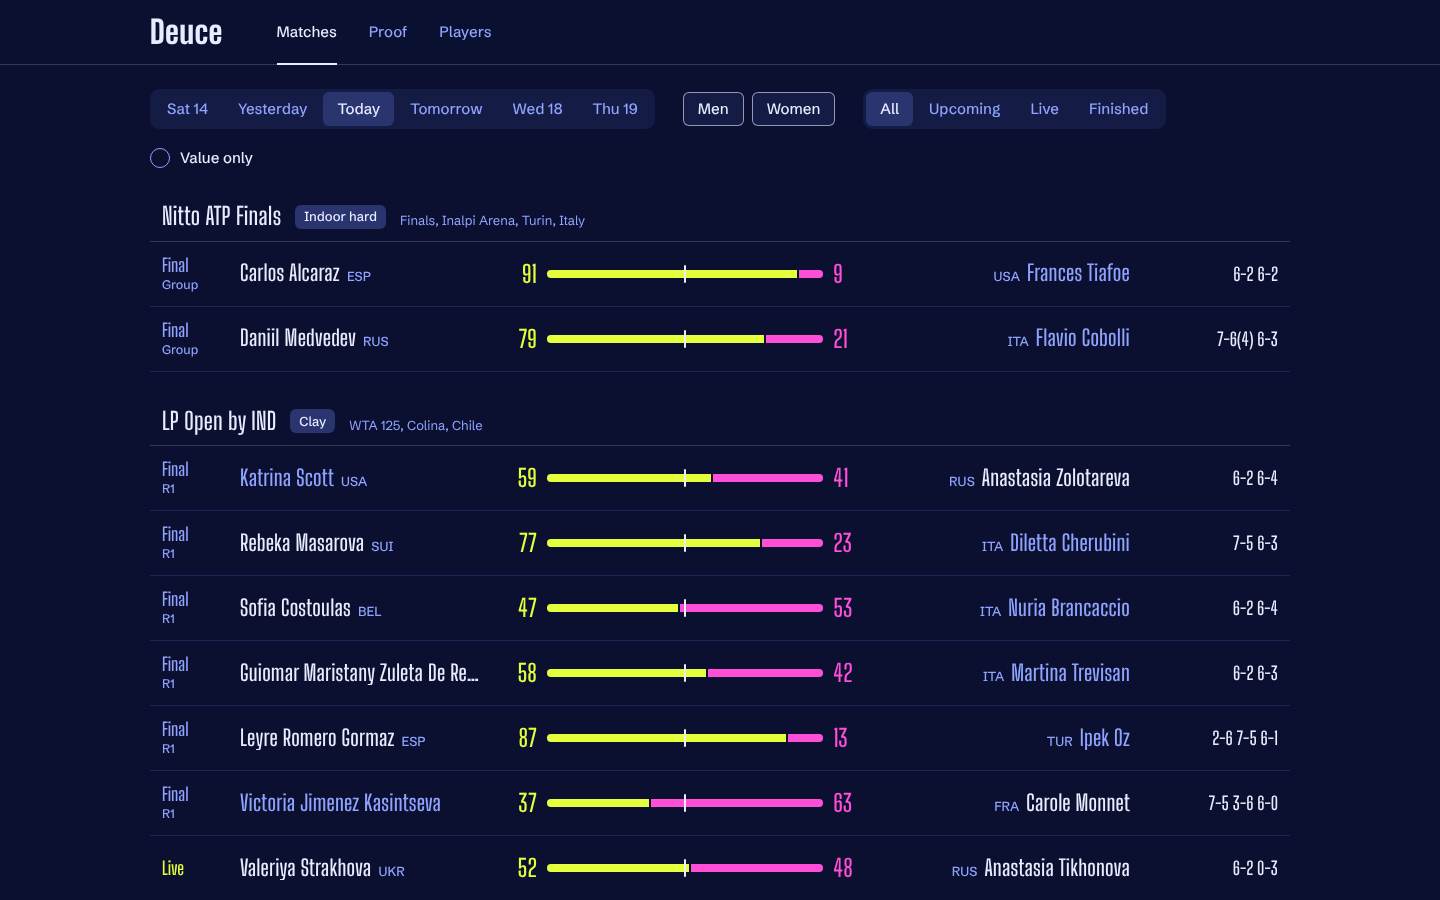 Deuce Matches Proof Players
Sat 14 Yesterday Today Tomorrow Wed 18 Thu 19 Men Women All Upcoming Live Finished
Value only
Nitto ATP Finals Indoor hard Finals, Inalpi Arena, Turin, Italy
Final Group Carlos Alcaraz ESP 91 9 USA Frances Tiafoe 6-2 6-2
Final Group Daniil Medvedev RUS 79 21 ITA Flavio Cobolli 7-6(4) 6-3
LP Open by IND Clay WTA 125, Colina, Chile
Final R1 Katrina Scott USA 59 41 RUS Anastasia Zolotareva 6-2 6-4
Final R1 Rebeka Masarova SUI 77 23 ITA Diletta Cherubini 7-5 6-3
Final R1 Sofia Costoulas BEL 47 53 ITA Nuria Brancaccio 6-2 6-4
Final R1 Guiomar Maristany Zuleta De Re... 58 42 ITA Martina Trevisan 6-2 6-3
Final R1 Leyre Romero Gormaz ESP 87 13 TUR Ipek Oz 2-6 7-5 6-1
Final R1 Victoria Jimenez Kasintseva 37 63 FRA Carole Monnet 7-5 3-6 6-0
Live Valeriya Strakhova UKR 52 48 RUS Anastasia Tikhonova 6-2 0-3